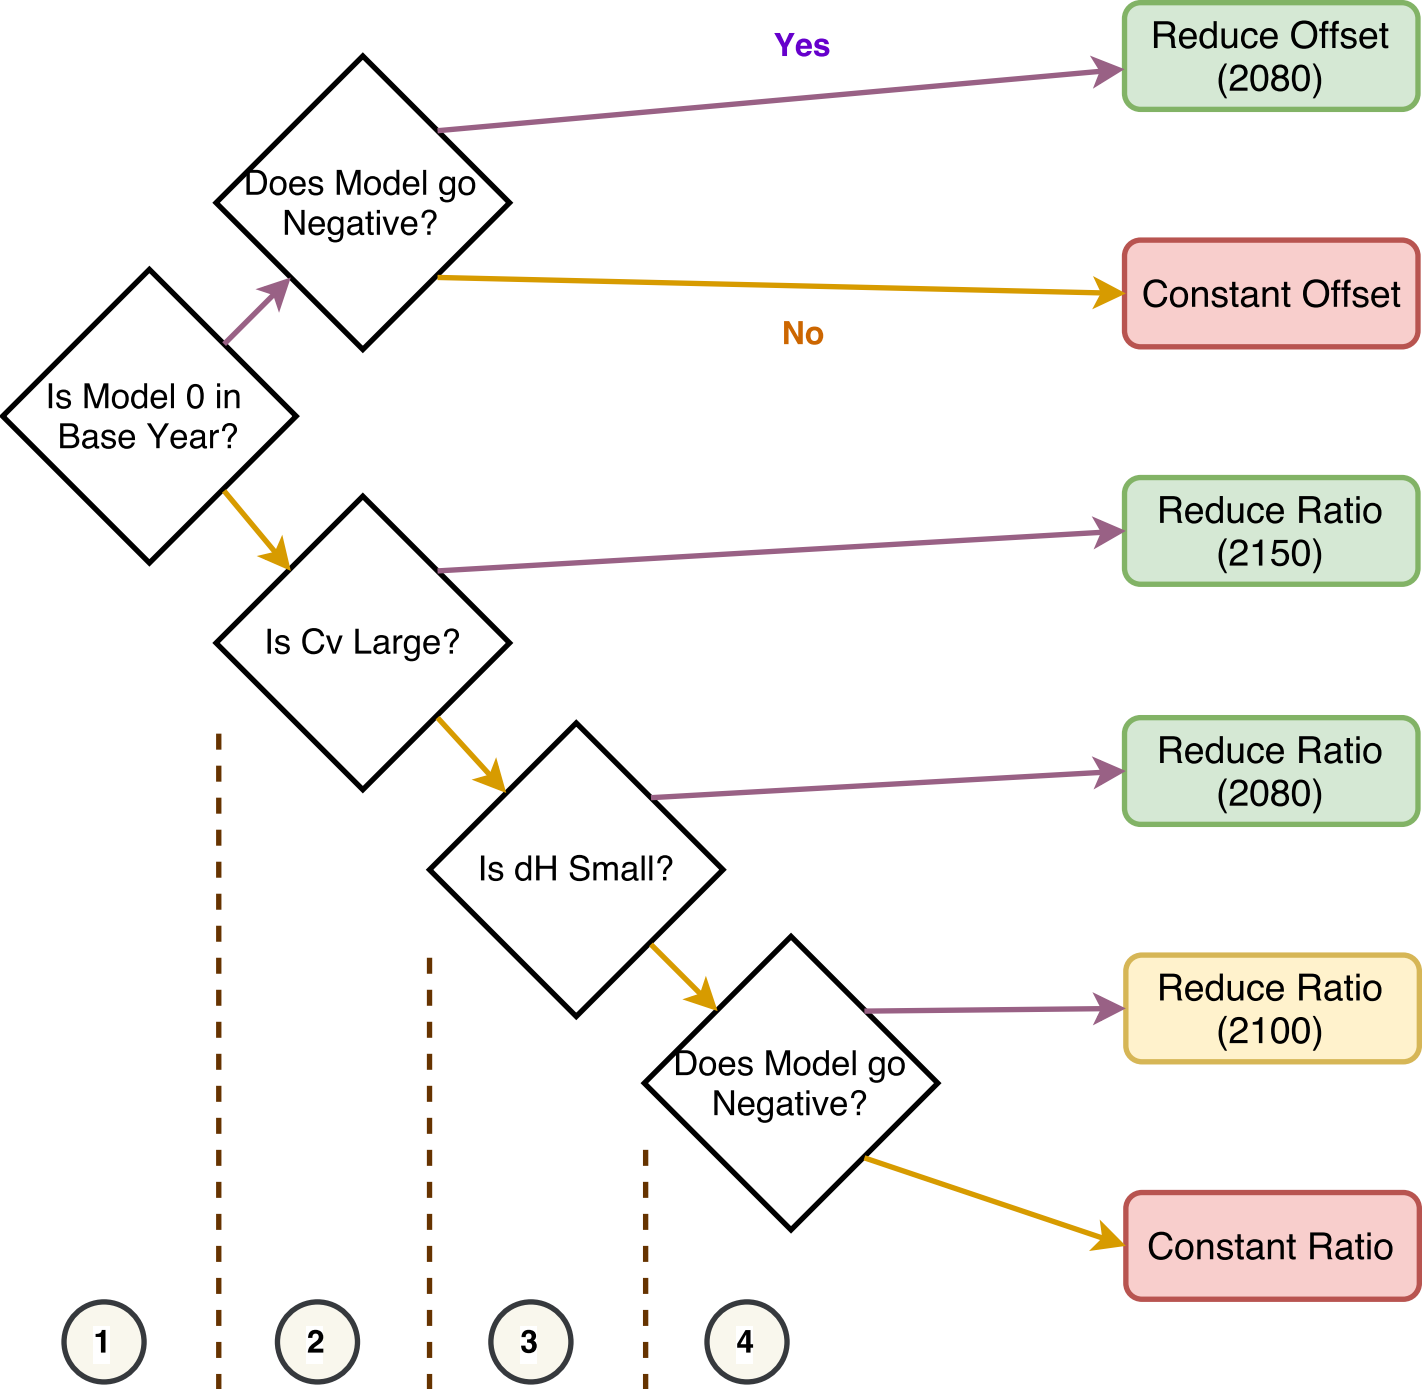 Yes
Reduce Offset
(2080)
Does Model go
Negative?
Constant Offset
No
Is Model 0 in
Base Year?
Reduce Ratio
(2150)
Is Cv Large?
Reduce Ratio
(2080)
Is dH Small?
Reduce Ratio
(2100)
Does Model go
Negative?
Constant Ratio
1
2
3
4